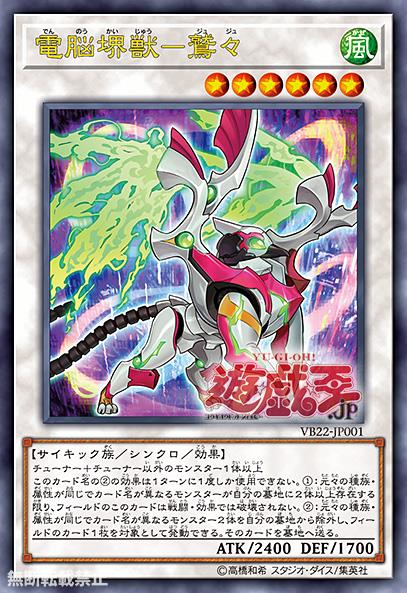 電脳堺獣－鷲々
風
YU-GI-OH!
遊戯王
.jp
VB22-JP001
【サイキック族／シンクロ／効果】
チューナー＋チューナー以外のモンスター1体以上
このカード名の②の効果は1ターンに1度しか使用できない。①：元々の種族・
属性が同じでカード名が異なるモンスターが自分の墓地に2体以上存在する
限り、フィールドのこのカードは戦闘・効果では破壊されない。②：元々の種族・
属性が同じでカード名が異なるモンスター2体を自分の墓地から除外し、フィ
ールドのカード1枚を対象として発動できる。そのカードを墓地へ送る。
ATK/2400 DEF/1700
無断転載禁止
©高橋和希 スタジオ・ダイス/集英社